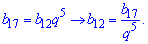 b₁₇ = b₁₂q⁵ → b₁₂ = b₁₇/q⁵.